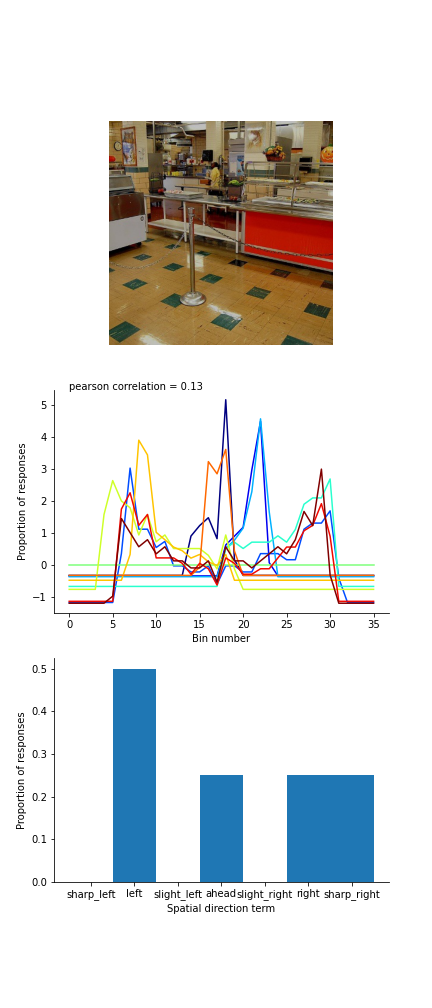 pearson correlation = 0.13
Proportion of responses
5
4
3
2
1
0
−1
0 5 10 15 20 25 30 35
Bin number
Proportion of responses
0.5
0.4
0.3
0.2
0.1
0.0
sharp_left left slight_left ahead slight_right right sharp_right
Spatial direction term